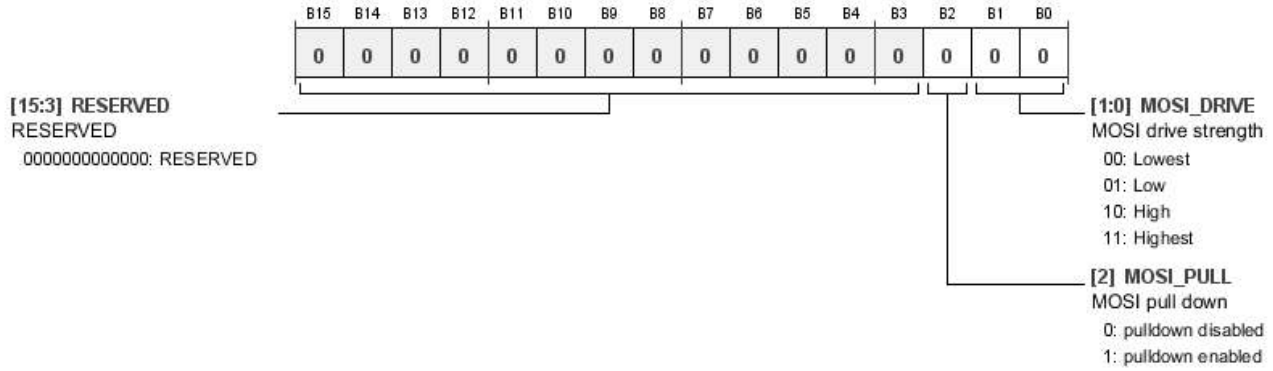 B15 B14 B13 B12 B11 B10 B9 B8 B7 B6 B5 B4 B3 B2 B1 B0
0 0 0 0 0 0 0 0 0 0 0 0 0 0 0 0
[15:3] RESERVED
RESERVED
0000000000000: RESERVED
[1:0] MOSI_DRIVE
MOSI drive strength
00: Lowest
01: Low
10: High
11: Highest
[2] MOSI_PULL
MOSI pull down
0: pulldown disabled
1: pulldown enabled